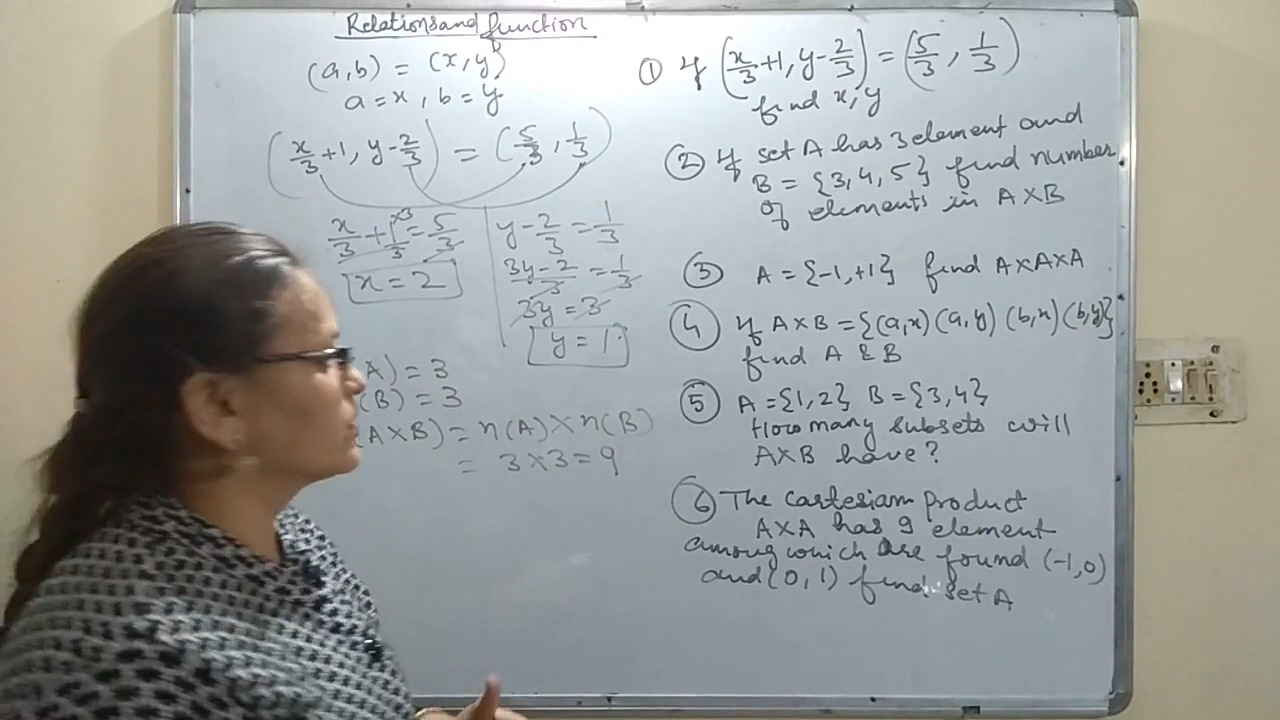 Relations and function
(a,b) = (x,y)
a=x, b=y
(x/3+1, y-2/3) = (5/3, 1/3)
x/3 + 1×3/3 = 5/3
x = 2
y-2/3 = 1/3
3y-2/3 = 1/3
3y = 3
y = 1
A) = 3
(B) = 3
(A×B) = n(A)×n(B)
= 3×3=9
① If (x/3+1, y-2/3) = (5/3, 1/3)
find x, y
② If set A has 3 element and
B = {3,4,5} find number
of elements in A×B
③ A = {-1,+1} find A×A×A
④ If A×B = {(a,x)(a,y)(b,x)(b,y)}
find A & B
⑤ A={1,2} B={3,4}
How many subsets will
A×B have?
⑥ The cartesian product
A×A has 9 element
among which are found (-1,0)
and (0,1) find set A